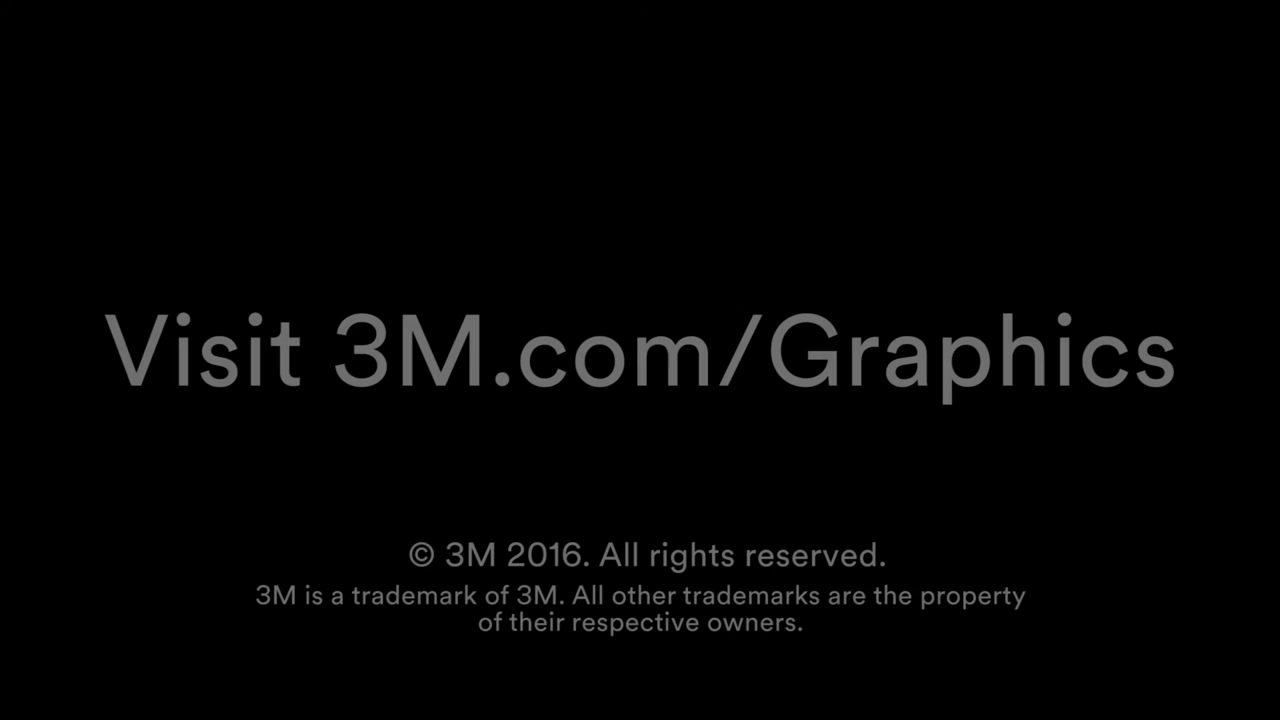 Visit 3M.com/Graphics
© 3M 2016. All rights reserved.
3M is a trademark of 3M. All other trademarks are the property
of their respective owners.